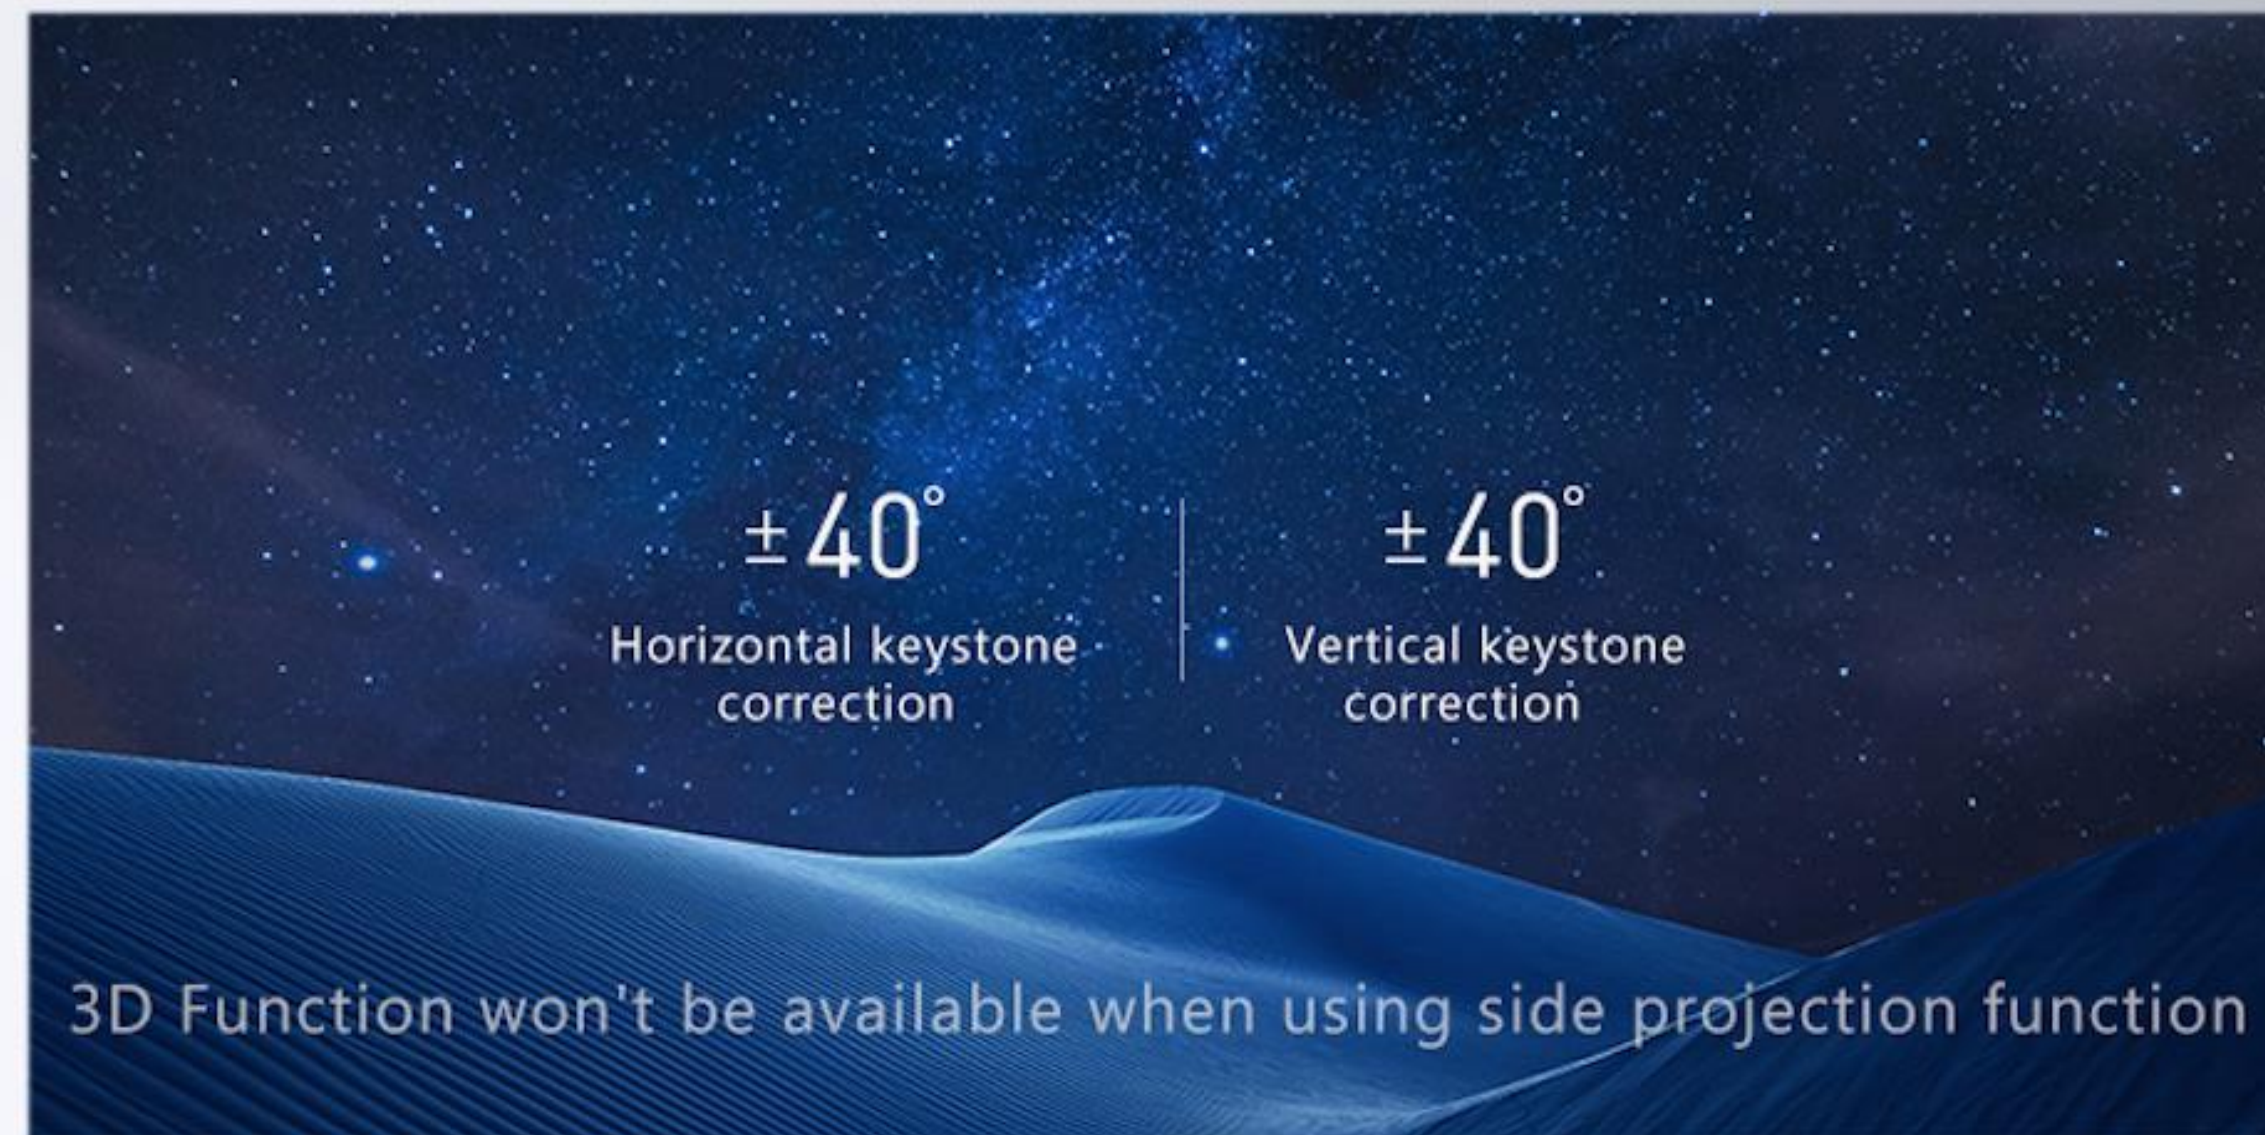 ±40°
Horizontal keystone
correction
±40°
Vertical keystone
correction
3D Function won't be available when using side projection function